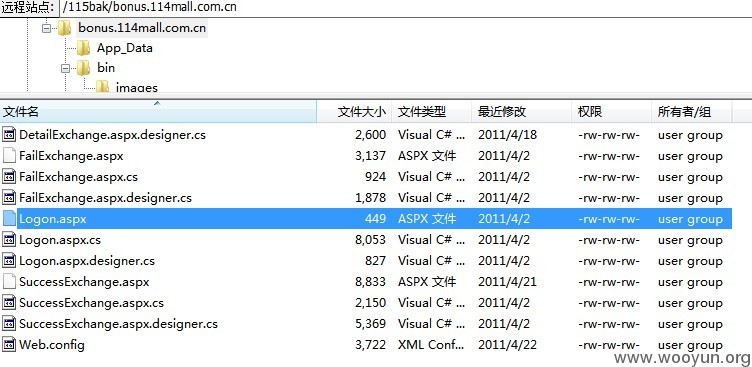 远程站点: /115bak/bonus.114mall.com.cn
bonus.114mall.com.cn
App_Data
bin
images
文件名 文件大小 文件类型 最近修改 权限 所有者/组
DetailExchange.aspx.designer.cs 2,600 Visual C# ... 2011/4/18 -rw-rw-rw- user group
FailExchange.aspx 3,137 ASPX 文件 2011/4/2 -rw-rw-rw- user group
FailExchange.aspx.cs 924 Visual C# ... 2011/4/2 -rw-rw-rw- user group
FailExchange.aspx.designer.cs 1,878 Visual C# ... 2011/4/2 -rw-rw-rw- user group
Logon.aspx 449 ASPX 文件 2011/4/2 -rw-rw-rw- user group
Logon.aspx.cs 8,053 Visual C# ... 2011/4/2 -rw-rw-rw- user group
Logon.aspx.designer.cs 827 Visual C# ... 2011/4/2 -rw-rw-rw- user group
SuccessExchange.aspx 8,833 ASPX 文件 2011/4/21 -rw-rw-rw- user group
SuccessExchange.aspx.cs 2,150 Visual C# ... 2011/4/2 -rw-rw-rw- user group
SuccessExchange.aspx.designer.cs 5,369 Visual C# ... 2011/4/2 -rw-rw-rw- user group
Web.config 3,722 XML Conf... 2011/4/22 -rw-rw-rw- user group
www.wooyun.org